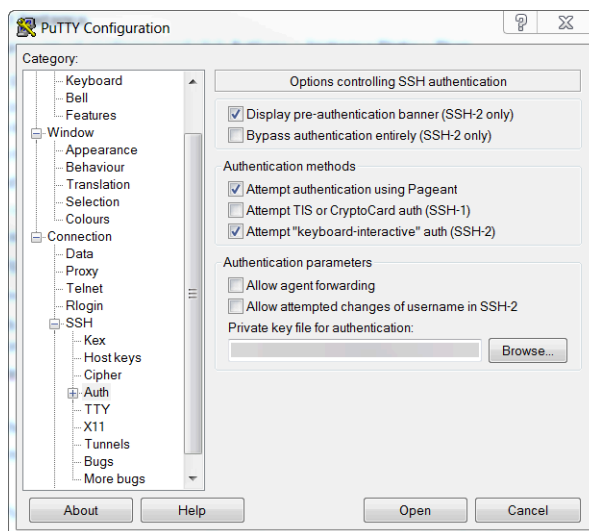 PuTTY Configuration
?
Category:
Keyboard
Bell
Features
Window
Appearance
Behaviour
Translation
Selection
Colours
Connection
Data
Proxy
Telnet
Rlogin
SSH
Kex
Host keys
Cipher
Auth
TTY
X11
Tunnels
Bugs
More bugs
Options controlling SSH authentication
Display pre-authentication banner (SSH-2 only)
Bypass authentication entirely (SSH-2 only)
Authentication methods
Attempt authentication using Pageant
Attempt TIS or CryptoCard auth (SSH-1)
Attempt "keyboard-interactive" auth (SSH-2)
Authentication parameters
Allow agent forwarding
Allow attempted changes of username in SSH-2
Private key file for authentication:
Browse...
About
Help
Open
Cancel